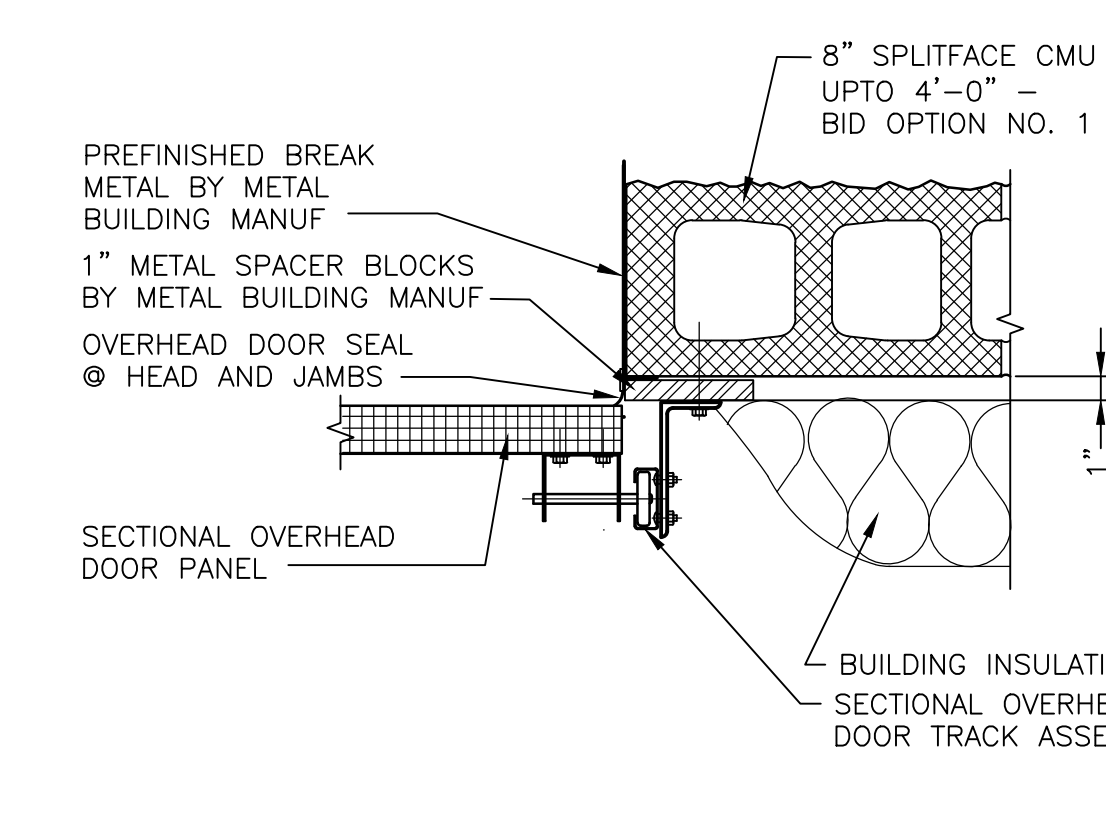 8” SPLITFACE CMU
UPTO 4'-0” -
BID OPTION NO. 1
PREFINISHED BREAK
METAL BY METAL
BUILDING MANUF
1” METAL SPACER BLOCKS
BY METAL BUILDING MANUF
OVERHEAD DOOR SEAL
@ HEAD AND JAMBS
1”
SECTIONAL OVERHEAD
DOOR PANEL
BUILDING INSULATI
SECTIONAL OVERHE
DOOR TRACK ASSE